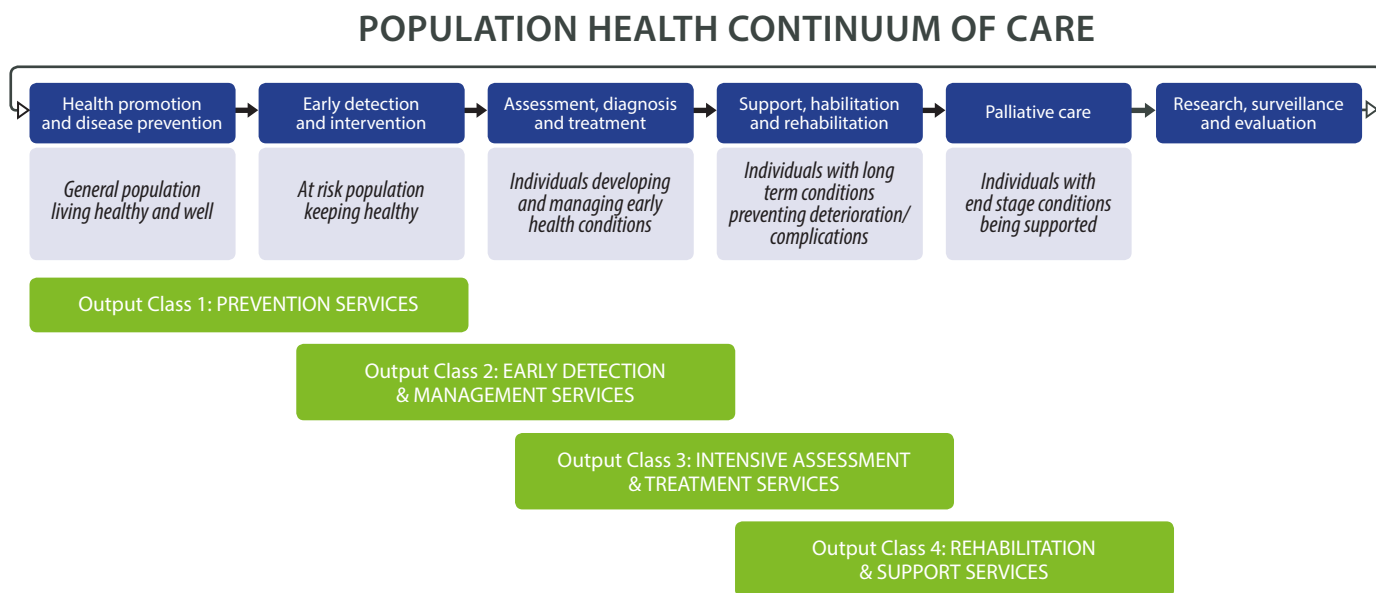 POPULATION HEALTH CONTINUUM OF CARE
Health promotion
and disease prevention
Early detection
and intervention
Assessment, diagnosis
and treatment
Support, habilitation
and rehabilitation
Palliative care
Research, surveillance
and evaluation
General population
living healthy and well
At risk population
keeping healthy
Individuals developing
and managing early
health conditions
Individuals with long
term conditions
preventing deterioration/
complications
Individuals with
end stage conditions
being supported
Output Class 1: PREVENTION SERVICES
Output Class 2: EARLY DETECTION
& MANAGEMENT SERVICES
Output Class 3: INTENSIVE ASSESSMENT
& TREATMENT SERVICES
Output Class 4: REHABILITATION
& SUPPORT SERVICES